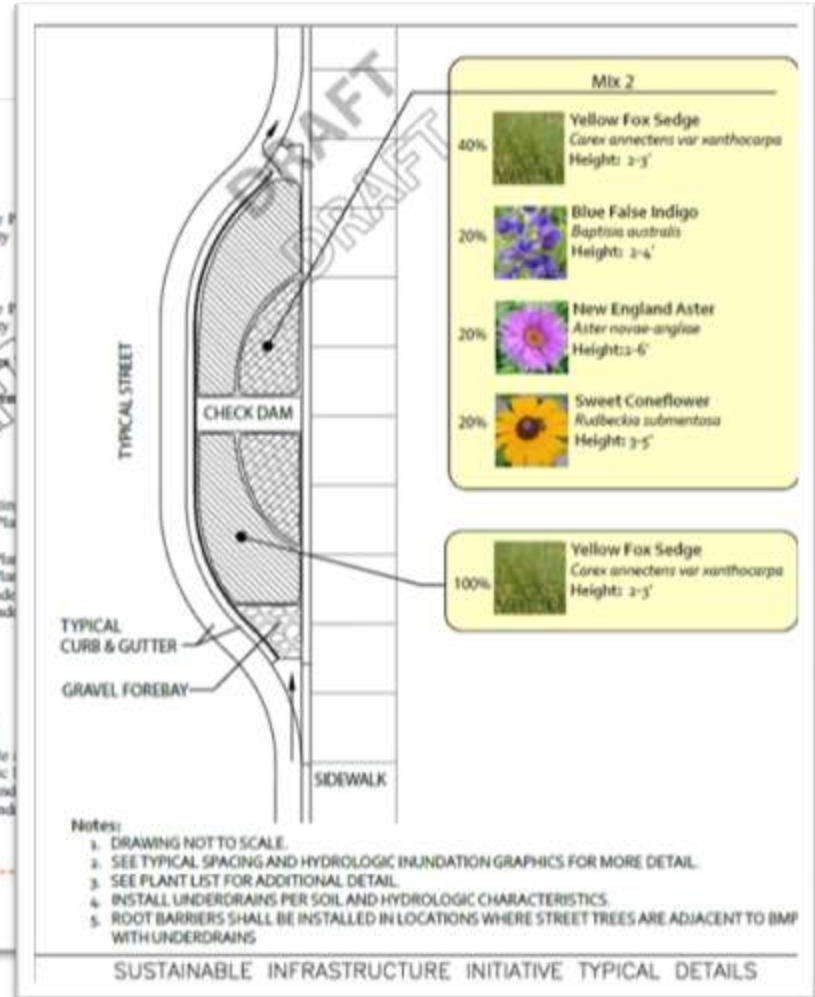 DRAFT
DRAFT
Mix 2
40%
Yellow Fox Sedge
Carex annectens var xanthocarpa
Height: 2-3'
20%
Blue False Indigo
Baptisia australis
Height: 2-4'
20%
New England Aster
Aster novae-angliae
Height:2-6'
20%
Sweet Coneflower
Rudbeckia submentosa
Height: 3-5'
TYPICAL STREET
CHECK DAM
100%
Yellow Fox Sedge
Carex annectens var xanthocarpa
Height: 2-3'
TYPICAL
CURB & GUTTER
GRAVEL FOREBAY
SIDEWALK
Notes:
1. DRAWING NOT TO SCALE.
2. SEE TYPICAL SPACING AND HYDROLOGIC INUNDATION GRAPHICS FOR MORE DETAIL.
3. SEE PLANT LIST FOR ADDITIONAL DETAIL.
4. INSTALL UNDERDRAINS PER SOIL AND HYDROLOGIC CHARACTERISTICS.
5. ROOT BARRIERS SHALL BE INSTALLED IN LOCATIONS WHERE STREET TREES ARE ADJACENT TO BMP
WITH UNDERDRAINS
SUSTAINABLE INFRASTRUCTURE INITIATIVE TYPICAL DETAILS